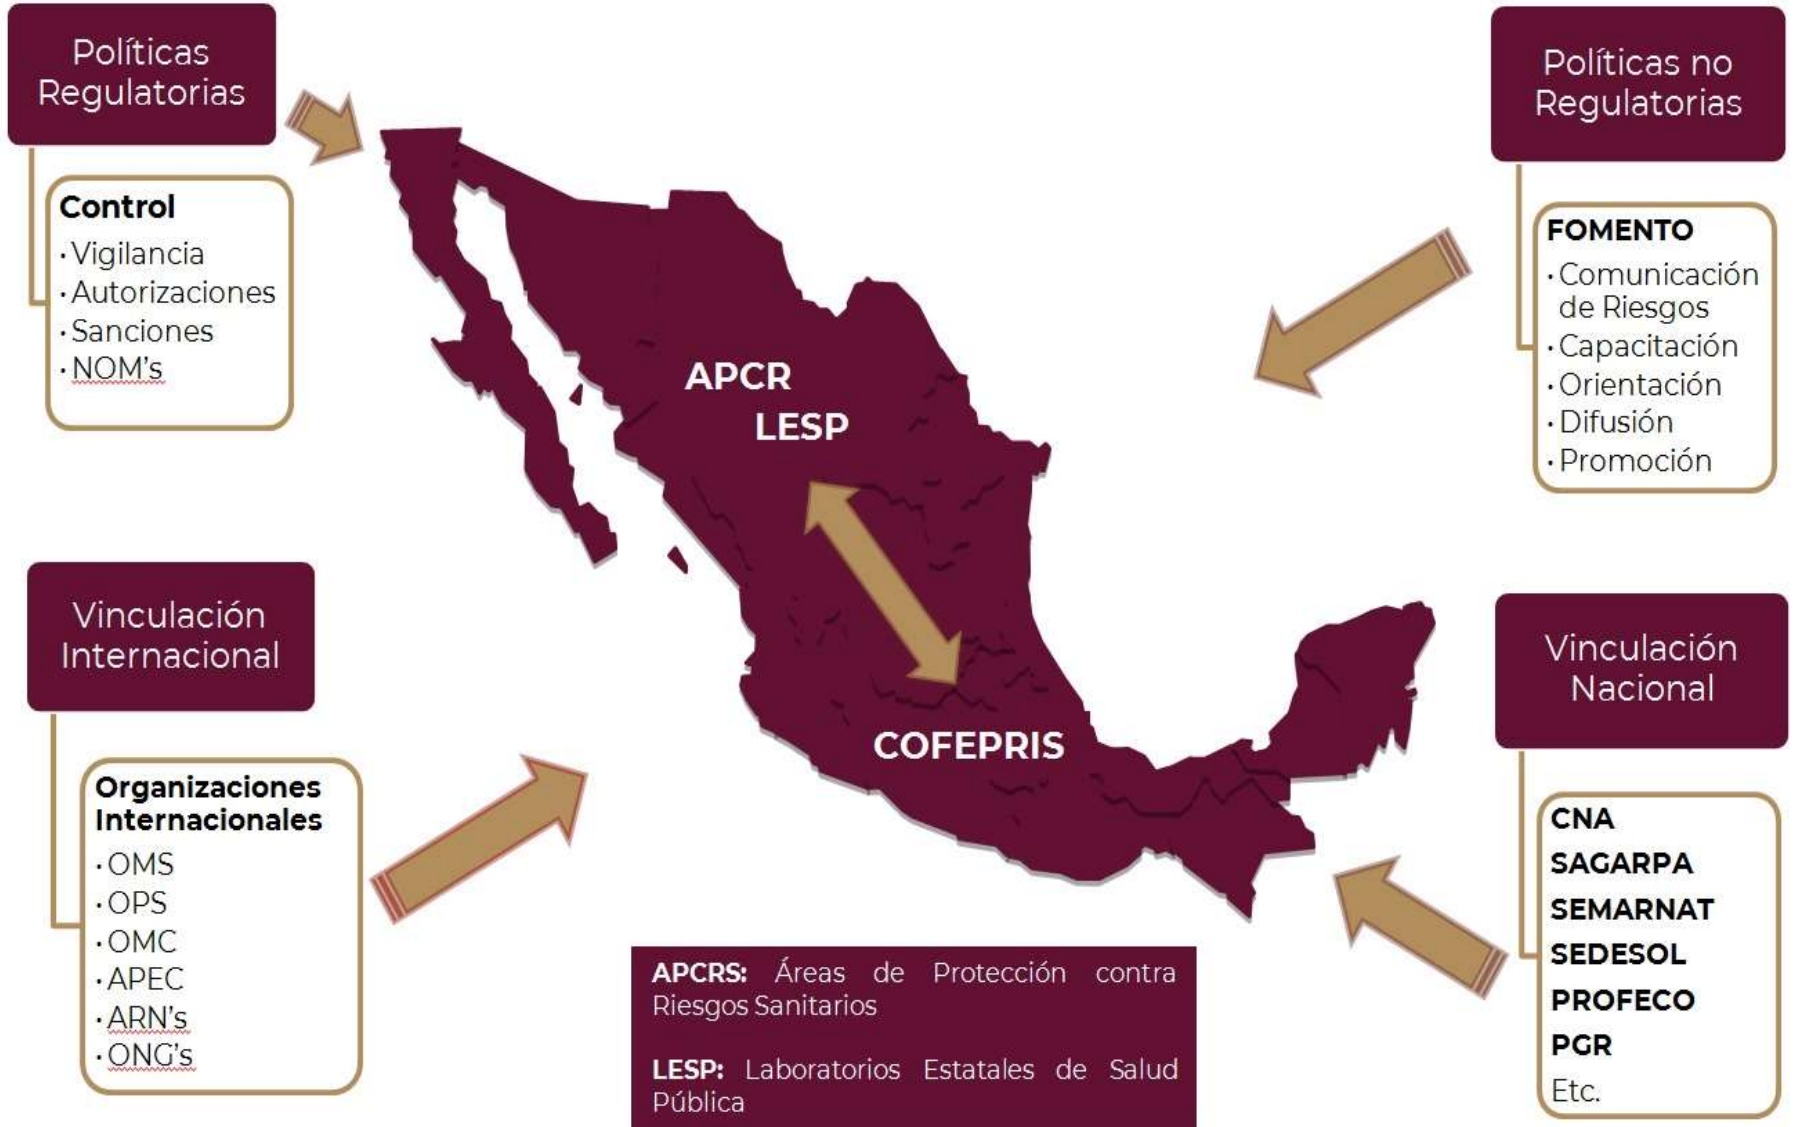 Políticas
Regulatorias
Control
· Vigilancia
· Autorizaciones
· Sanciones
· NOM's
Políticas no
Regulatorias
FOMENTO
· Comunicación
de Riesgos
· Capacitación
· Orientación
· Difusión
· Promoción
APCR
LESP
COFEPRIS
Vinculación
Internacional
Organizaciones
Internacionales
· OMS
· OPS
· OMC
· APEC
· ARN's
· ONG's
Vinculación
Nacional
CNA
SAGARPA
SEMARNAT
SEDESOL
PROFECO
PGR
Etc.
APCRS: Áreas de Protección contra
Riesgos Sanitarios
LESP: Laboratorios Estatales de Salud
Pública